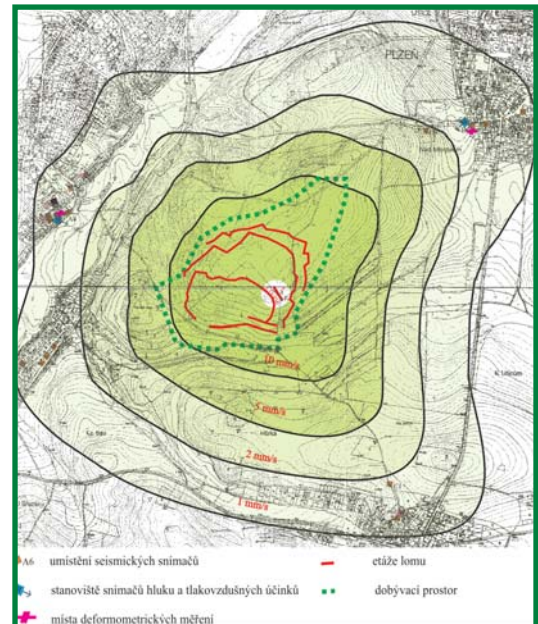 PLZEŇ
10 mm/s
5 mm/s
2 mm/s
1 mm/s
A6 umístění seismických snímačů
etáže lomu
stanoviště snímačů hluku a tlakovzdušných účinků
dobývací prostor
místa deformometrických měření